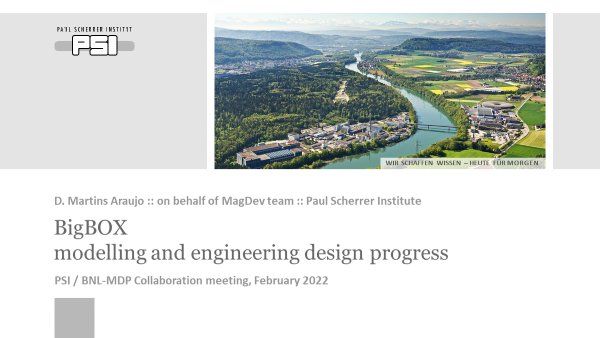 PAUL SCHERRER INSTITUT
PSI
WIR SCHAFFEN WISSEN – HEUTE FÜR MORGEN
D. Martins Araujo :: on behalf of MagDev team :: Paul Scherrer Institute
BigBOX
modelling and engineering design progress
PSI / BNL-MDP Collaboration meeting, February 2022